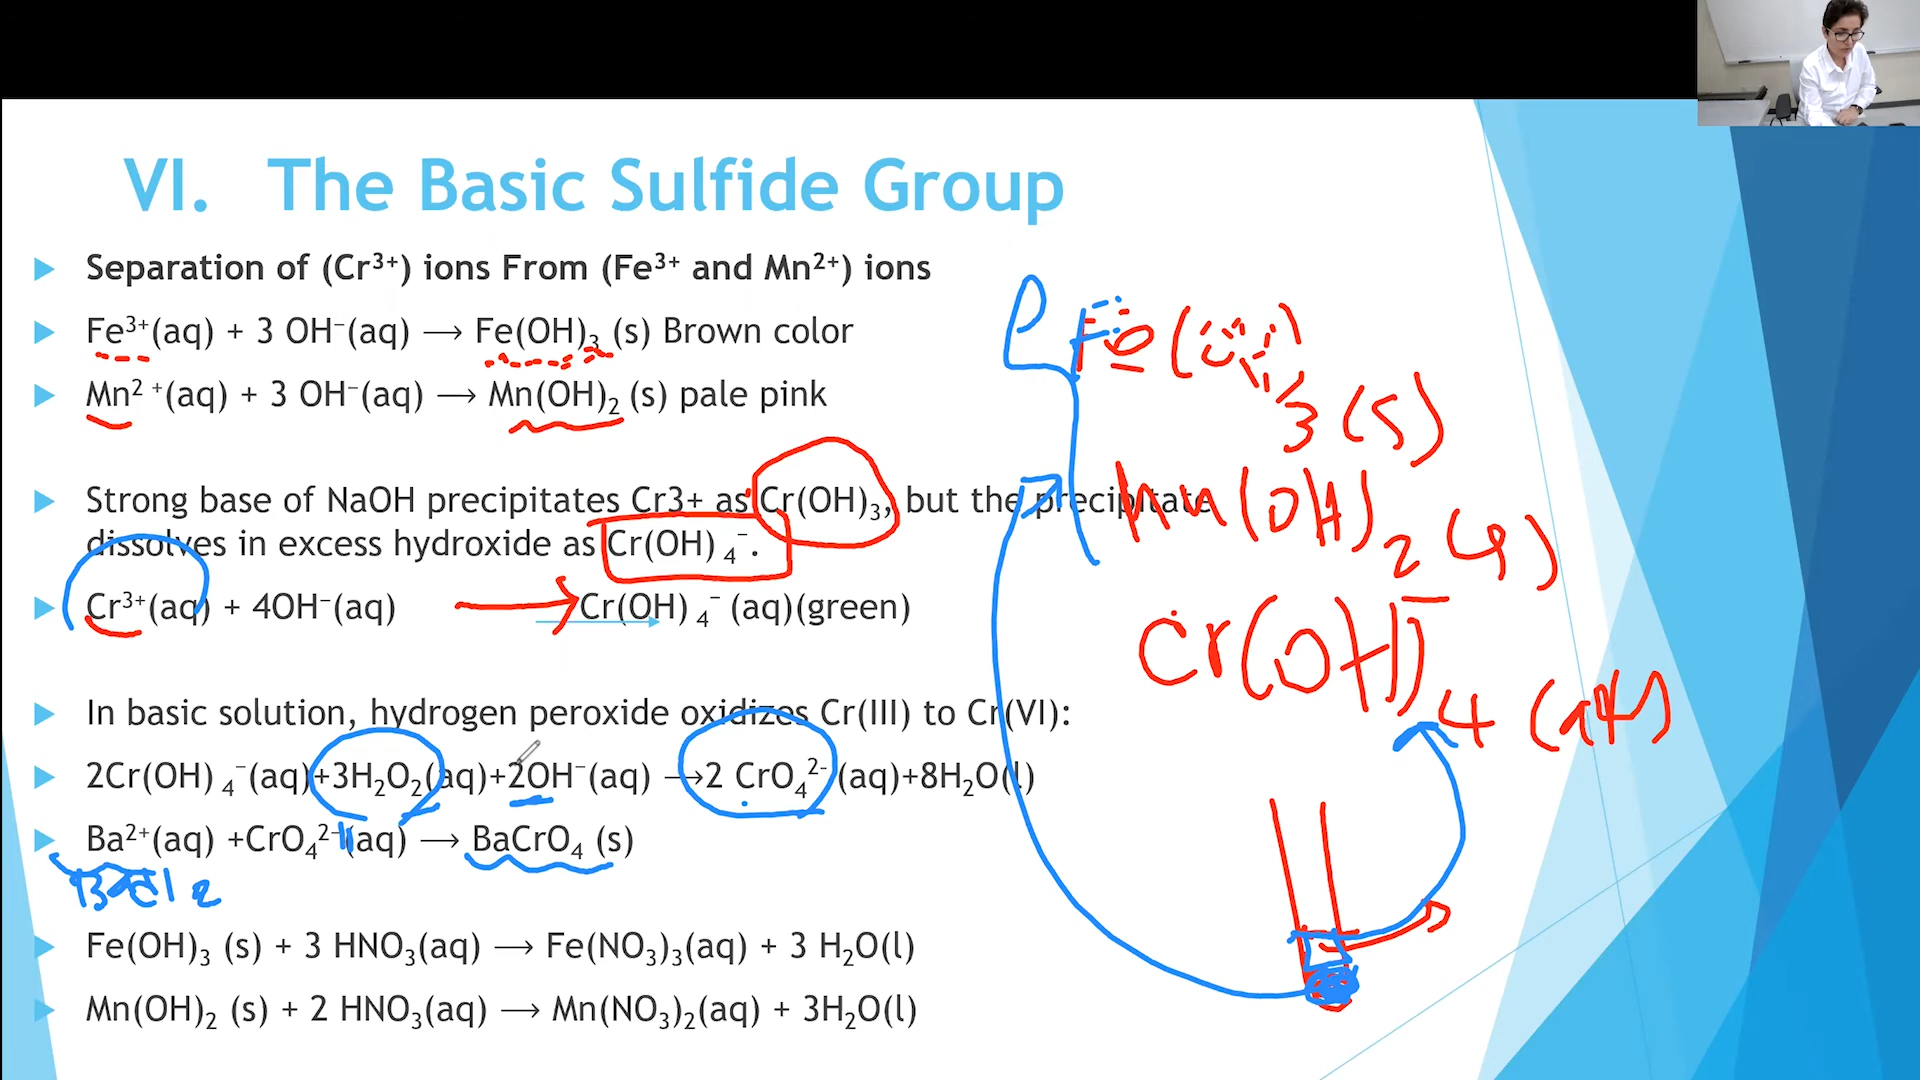 VI. The Basic Sulfide Group
Separation of (Cr³⁺) ions From (Fe³⁺ and Mn²⁺) ions
Fe³⁺(aq) + 3 OH⁻(aq) ⟶ Fe(OH)₃ (s) Brown color
Mn² ⁺(aq) + 3 OH⁻(aq) ⟶ Mn(OH)₂ (s) pale pink
Strong base of NaOH precipitates Cr3+ as Cr(OH)₃, but the precipitate
dissolves in excess hydroxide as Cr(OH) ₄⁻.
Cr³⁺(aq) + 4OH⁻(aq) ⟶ Cr(OH) ₄⁻ (aq)(green)
In basic solution, hydrogen peroxide oxidizes Cr(III) to Cr(VI):
2Cr(OH) ₄⁻(aq)+3H₂O₂(aq)+2OH⁻(aq) ⟶2 CrO₄²⁻ (aq)+8H₂O(l)
Ba²⁺(aq) +CrO₄²⁻(aq) ⟶ BaCrO₄ (s)
BaCl 2
Fe(OH)₃ (s) + 3 HNO₃(aq) ⟶ Fe(NO₃)₃(aq) + 3 H₂O(l)
Mn(OH)₂ (s) + 2 HNO₃(aq) ⟶ Mn(NO₃)₂(aq) + 3H₂O(l)
3 (s)
Mn(OH)₂ (s)
Cr(OH)₄⁻ (aq)